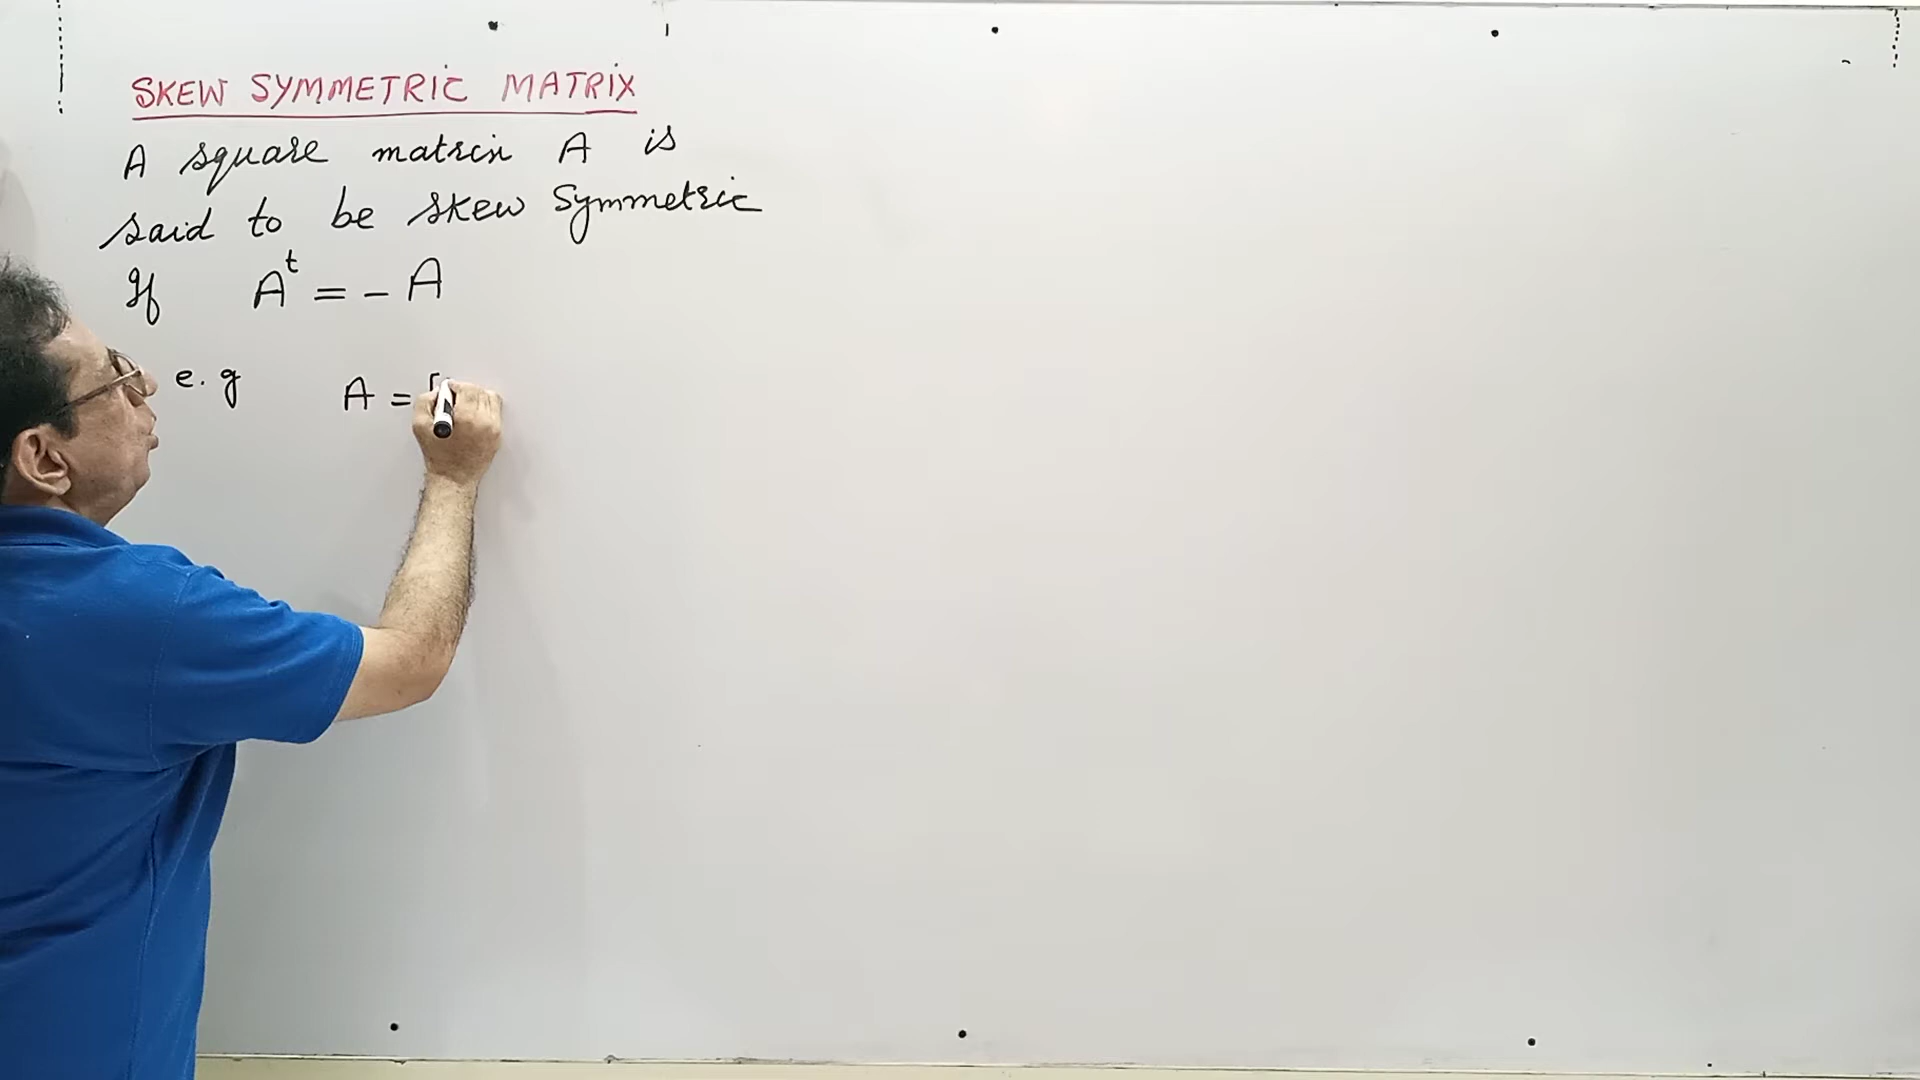 SKEW SYMMETRIC MATRIX
A square matrix A is
said to be skew symmetric
If A^t = - A
e.g A = [